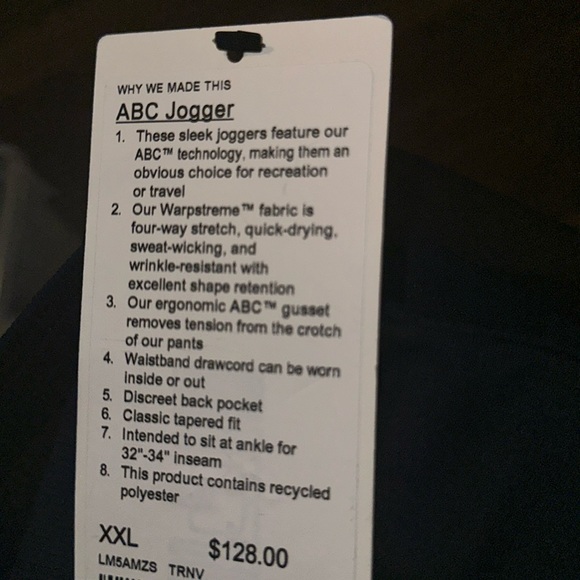 WHY WE MADE THIS
ABC Jogger
1. These sleek joggers feature our
ABC™ technology, making them an
obvious choice for recreation
or travel
2. Our Warpstreme™ fabric is
four-way stretch, quick-drying,
sweat-wicking, and
wrinkle-resistant with
excellent shape retention
3. Our ergonomic ABC™ gusset
removes tension from the crotch
of our pants
4. Waistband drawcord can be worn
inside or out
5. Discreet back pocket
6. Classic tapered fit
7. Intended to sit at ankle for
32"-34" inseam
8. This product contains recycled
polyester
XXL $128.00
LM5AMZS TRNV